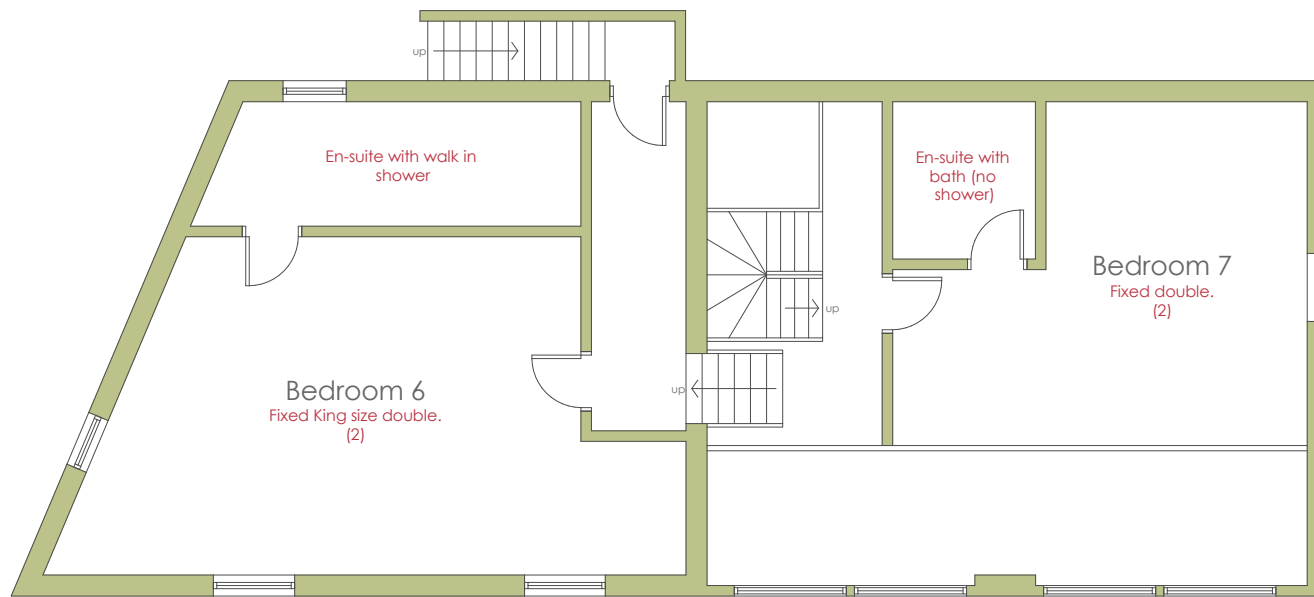 up
En-suite with walk in
shower
En-suite with
bath (no
shower)
Bedroom 7
Fixed double.
(2)
up
up
Bedroom 6
Fixed King size double.
(2)